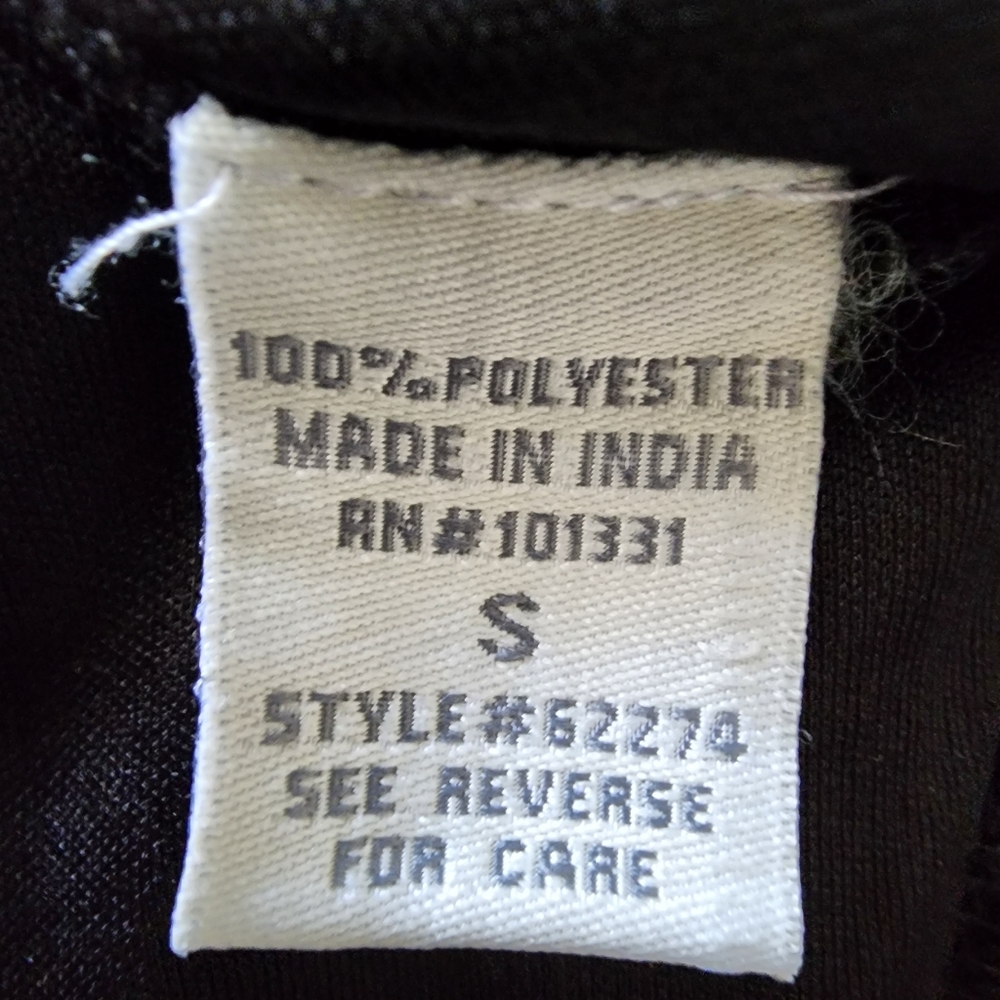 100% POLYESTER
MADE IN INDIA
RN#101331
S
STYLE#62274
SEE REVERSE
FOR CARE